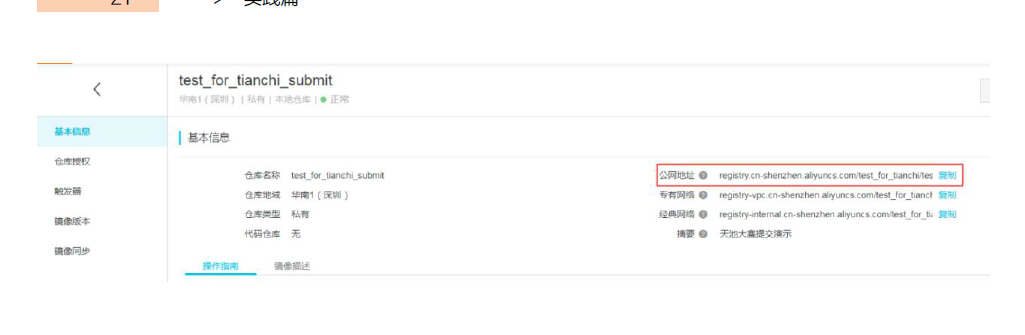 21
> 实践篇
test_for_tianchi_submit
华南1（深圳） | 私有 | 本地仓库 | 正常
基本信息
仓库授权
触发器
镜像版本
镜像同步
基本信息
仓库名称 test_for_tianchi_submit
仓库地域 华南1（深圳）
仓库类型 私有
代码仓库 无
公网地址 registry.cn-shenzhen.aliyuncs.com/test_for_tianchi/tes 复制
专有网络 registry-vpc.cn-shenzhen.aliyuncs.com/test_for_tianch 复制
经典网络 registry-internal.cn-shenzhen.aliyuncs.com/test_for_ti 复制
摘要 天池大赛提交演示
操作指南 镜像描述